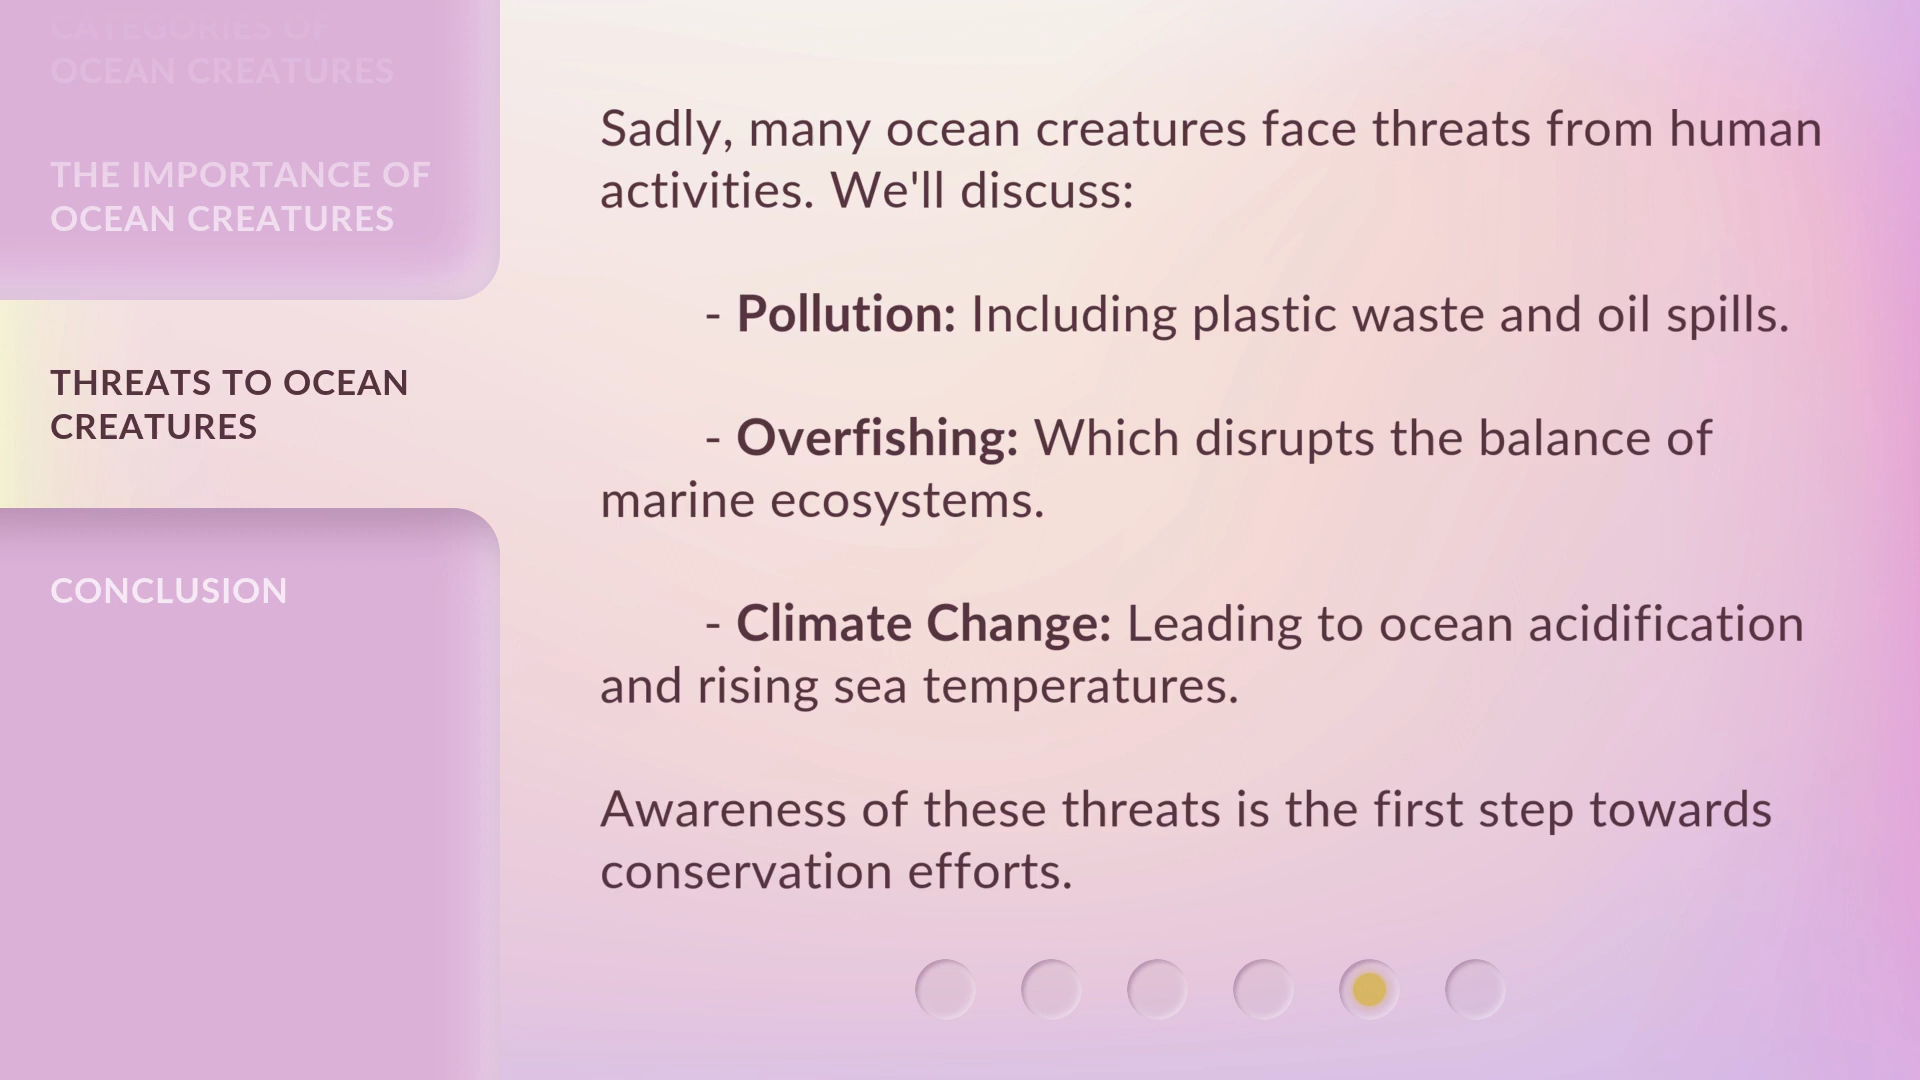 CATEGORIES OF
OCEAN CREATURES
THE IMPORTANCE OF
OCEAN CREATURES
THREATS TO OCEAN
CREATURES
CONCLUSION
Sadly, many ocean creatures face threats from human
activities. We'll discuss:
- Pollution: Including plastic waste and oil spills.
- Overfishing: Which disrupts the balance of
marine ecosystems.
- Climate Change: Leading to ocean acidification
and rising sea temperatures.
Awareness of these threats is the first step towards
conservation efforts.